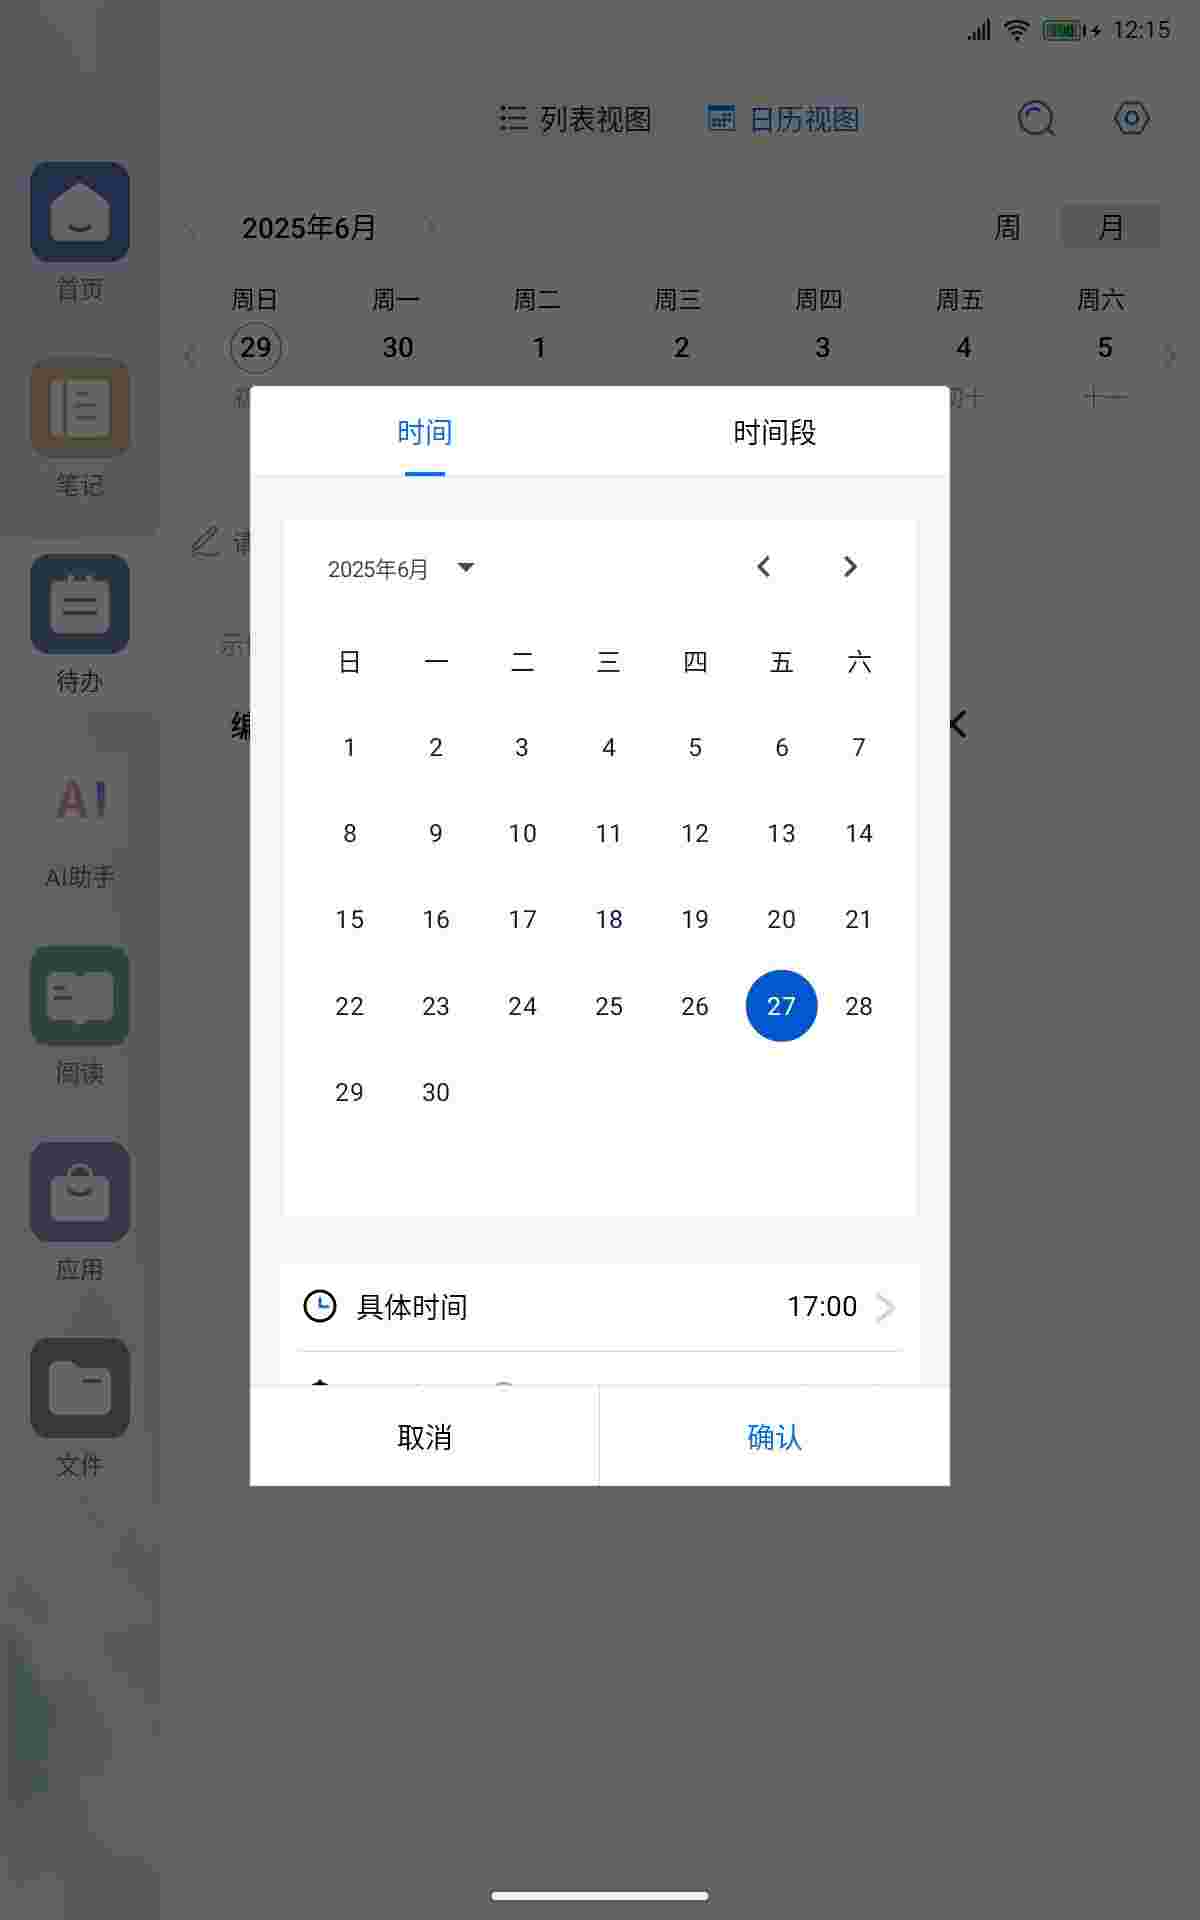 12:15
列表视图
日历视图
2025年6月
周
月
周日 周一 周二 周三 周四 周五 周六
29 30 1 2 3 4 5
初十 十一
首页
笔记
待办
AI
AI助手
阅读
应用
文件
时间
时间段
2025年6月
日 一 二 三 四 五 六
1 2 3 4 5 6 7
8 9 10 11 12 13 14
15 16 17 18 19 20 21
22 23 24 25 26 27 28
29 30
具体时间
17:00
取消
确认